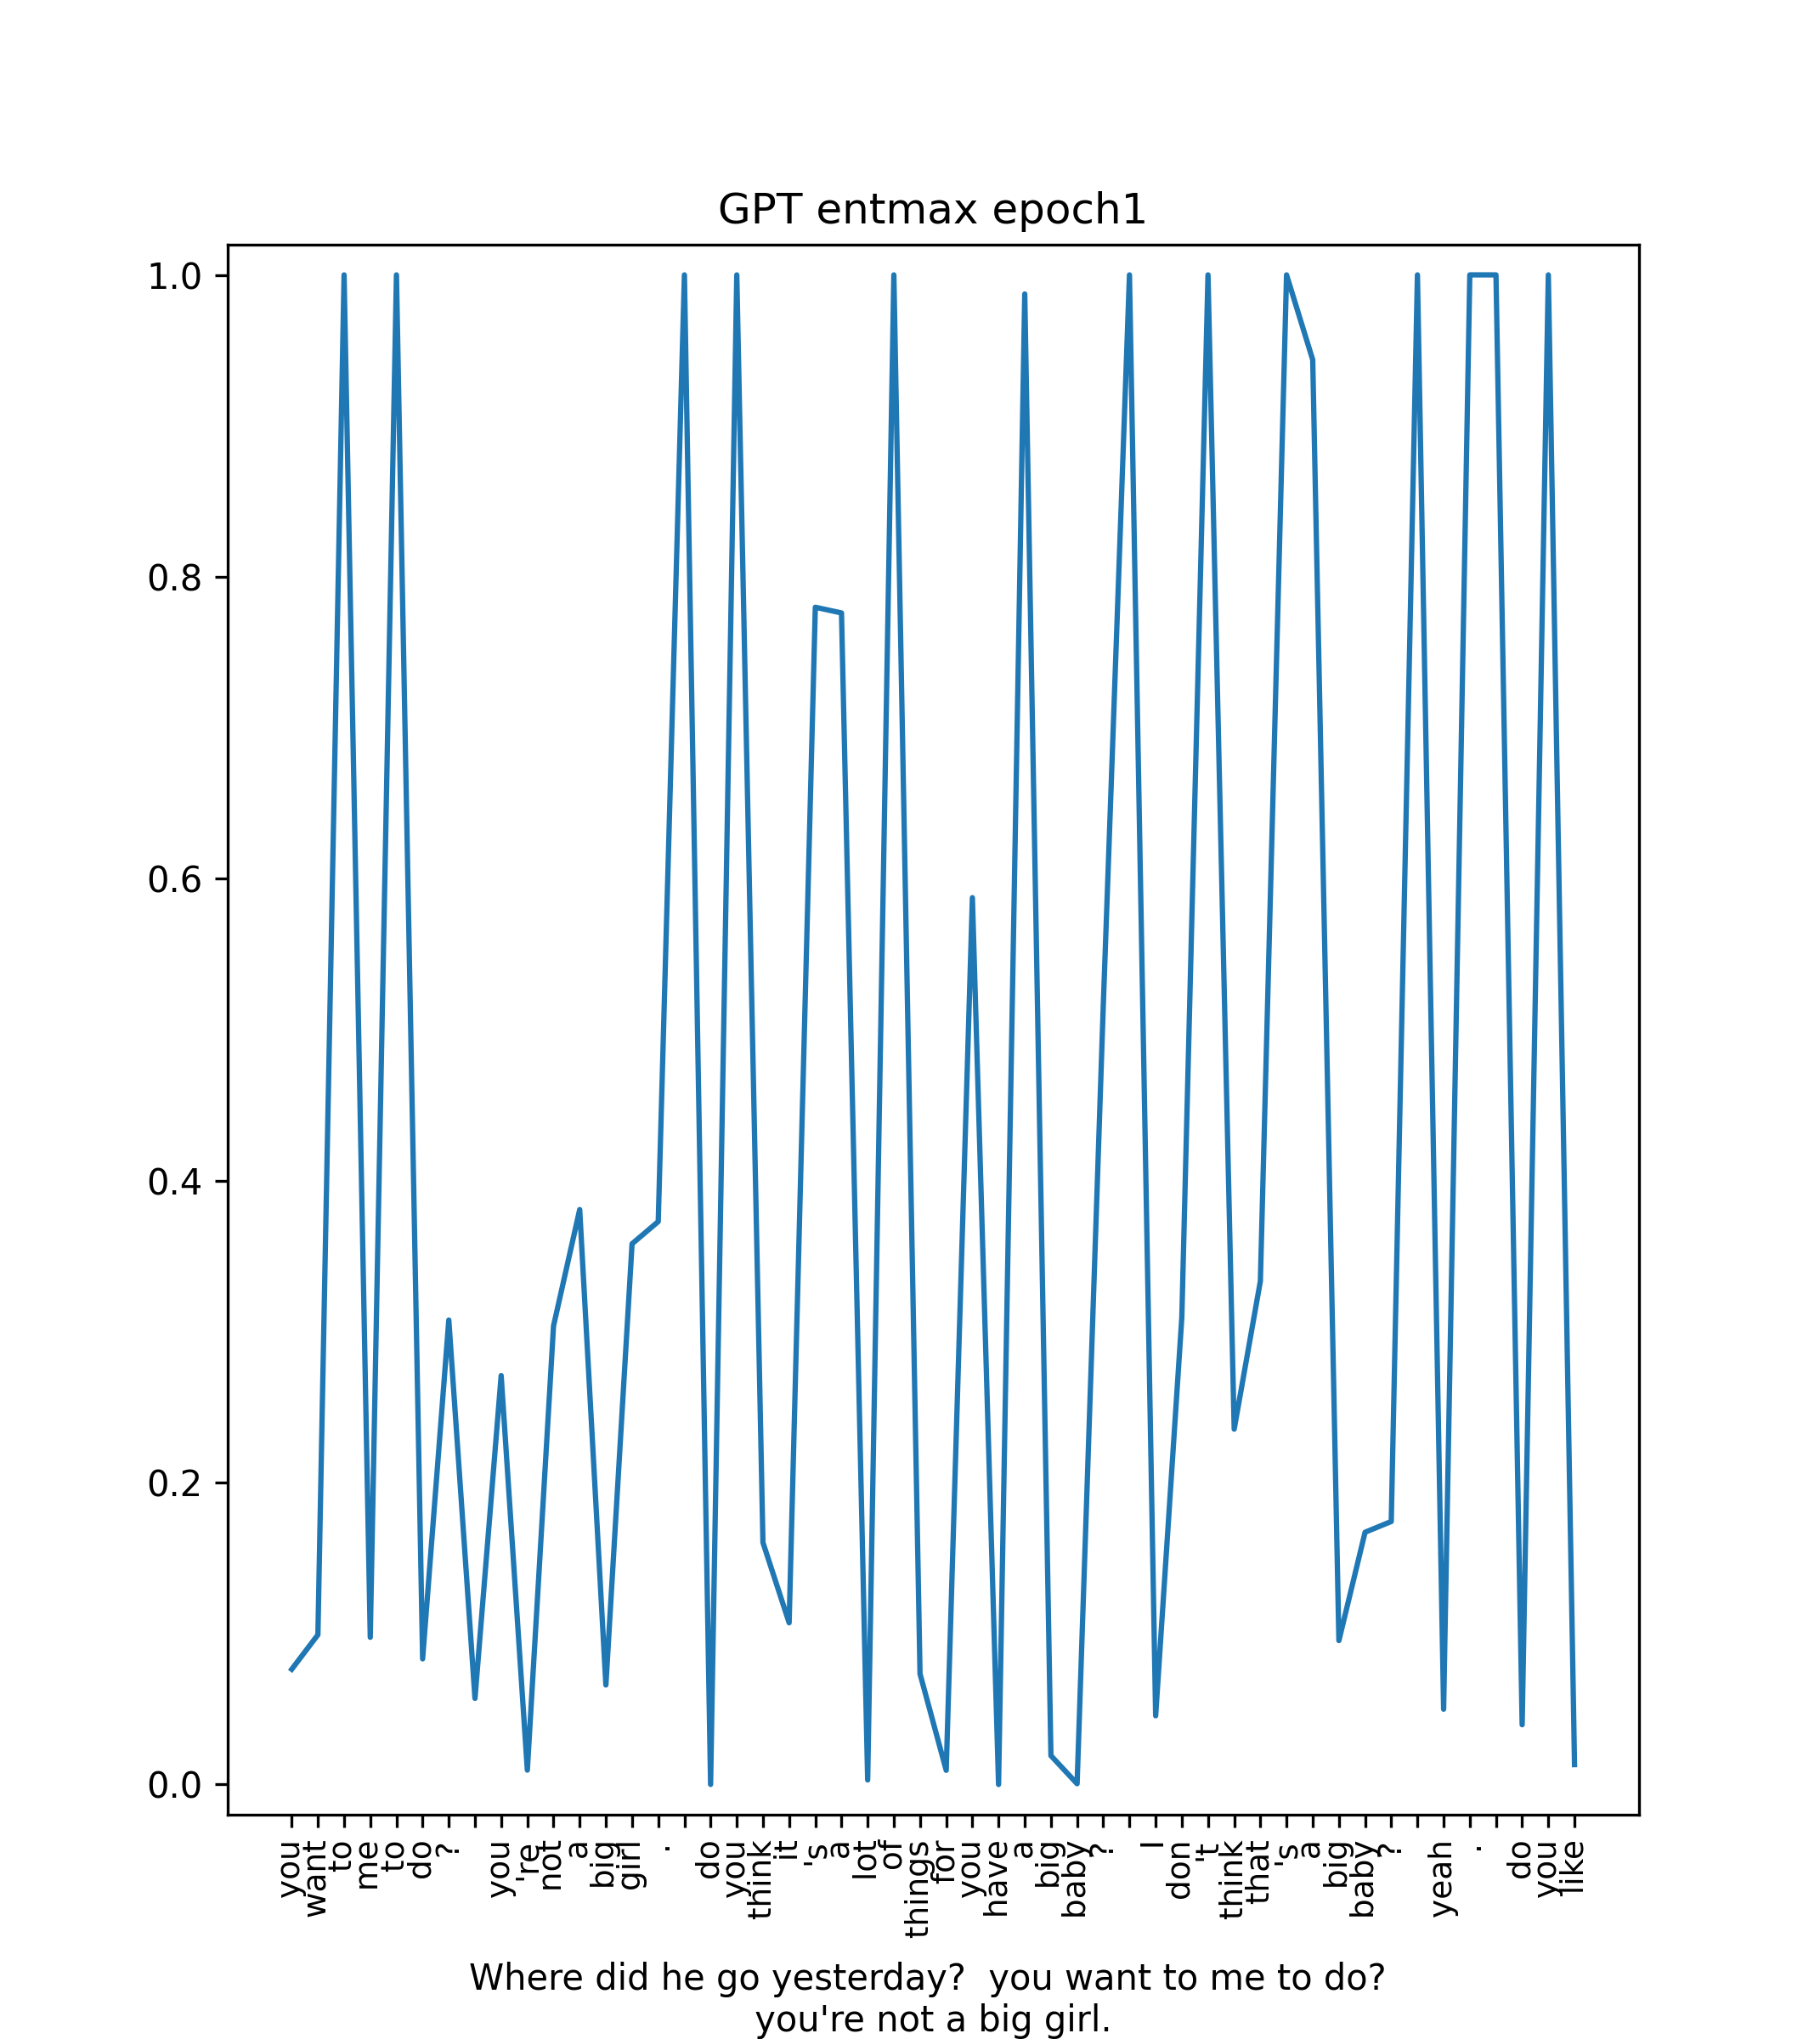 GPT entmax epoch1
1.0
0.8
0.6
0.4
0.2
0.0
you
want
to
me
to
do
?
you
're
not
a
big
girl
.
do
you
think
it
's
a
lot
of
things
for
you
have
a
big
baby
?
I
don
't
think
that
's
a
big
baby
?
yeah
.
do
you
like
Where did he go yesterday?  you want to me to do?
you're not a big girl.